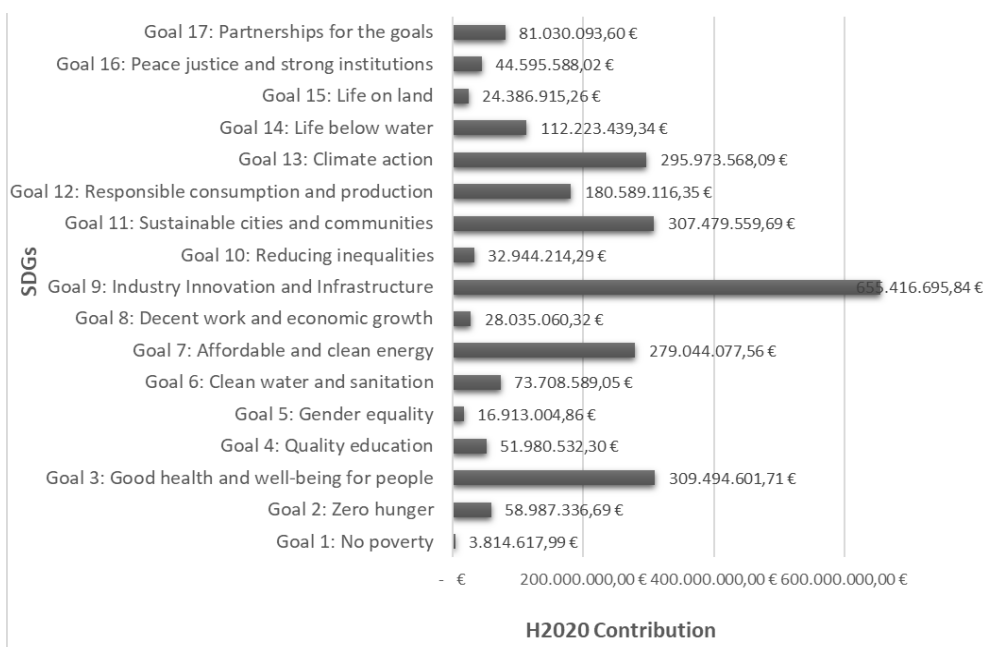 Goal 17: Partnerships for the goals 81.030.093,60 €
Goal 16: Peace justice and strong institutions 44.595.588,02 €
Goal 15: Life on land 24.386.915,26 €
Goal 14: Life below water 112.223.439,34 €
Goal 13: Climate action 295.973.568,09 €
Goal 12: Responsible consumption and production 180.589.116,35 €
Goal 11: Sustainable cities and communities 307.479.559,69 €
Goal 10: Reducing inequalities 32.944.214,29 €
SDGs
Goal 9: Industry Innovation and Infrastructure 655.416.695,84 €
Goal 8: Decent work and economic growth 28.035.060,32 €
Goal 7: Affordable and clean energy 279.044.077,56 €
Goal 6: Clean water and sanitation 73.708.589,05 €
Goal 5: Gender equality 16.913.004,86 €
Goal 4: Quality education 51.980.532,30 €
Goal 3: Good health and well-being for people 309.494.601,71 €
Goal 2: Zero hunger 58.987.336,69 €
Goal 1: No poverty 3.814.617,99 €
- € 200.000.000,00 € 400.000.000,00 € 600.000.000,00 €
H2020 Contribution